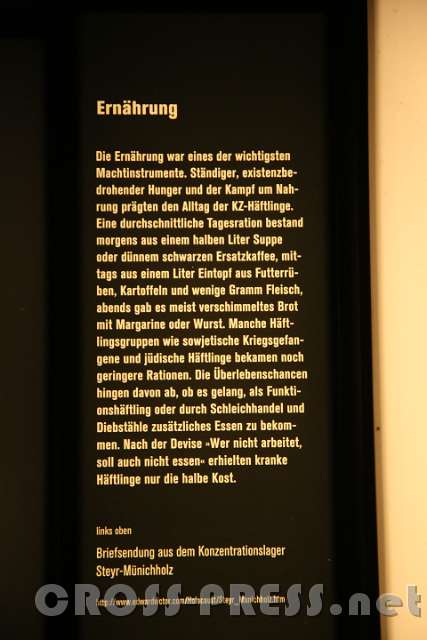 Ernährung
Die Ernährung war eines der wichtigsten
Machtinstrumente. Ständiger, existenzbe-
drohender Hunger und der Kampf um Nah-
rung prägten den Alltag der KZ-Häftlinge.
Eine durchschnittliche Tagesration bestand
morgens aus einem halben Liter Suppe
oder dünnem schwarzen Ersatzkaffee, mit-
tags aus einem Liter Eintopf aus Futterrü-
ben, Kartoffeln und wenige Gramm Fleisch,
abends gab es meist verschimmeltes Brot
mit Margarine oder Wurst. Manche Häft-
lingsgruppen wie sowjetische Kriegsgefan-
gene und jüdische Häftlinge bekamen noch
geringere Rationen. Die Überlebenschancen
hingen davon ab, ob es gelang, als Funkti-
onshäftling oder durch Schleichhandel und
Diebstähle zusätzliches Essen zu bekom-
men. Nach der Devise »Wer nicht arbeitet,
soll auch nicht essen« erhielten kranke
Häftlinge nur die halbe Kost.
links oben
Briefsendung aus dem Konzentrationslager
Steyr-Münichholz
CROSS-PRESS.net